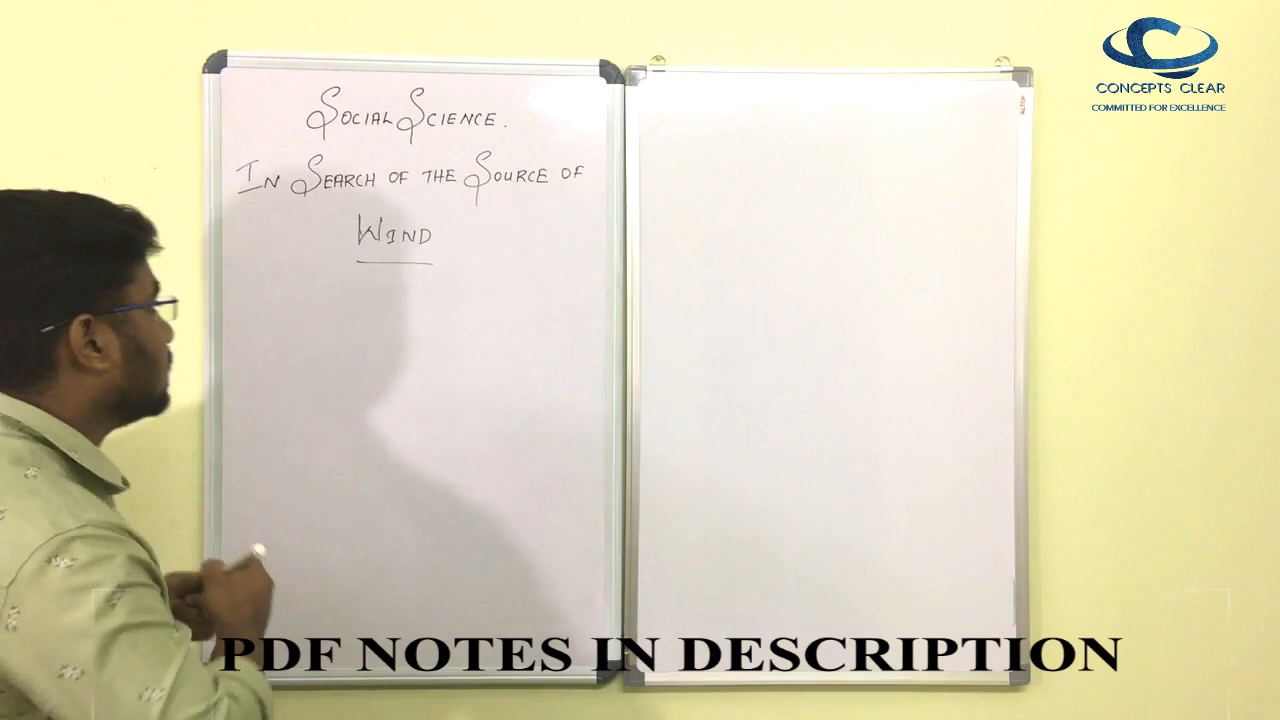 SOCIAL SCIENCE.
IN SEARCH OF THE SOURCE OF
WIND
CONCEPTS CLEAR
COMMITTED FOR EXCELLENCE
PDF NOTES IN DESCRIPTION